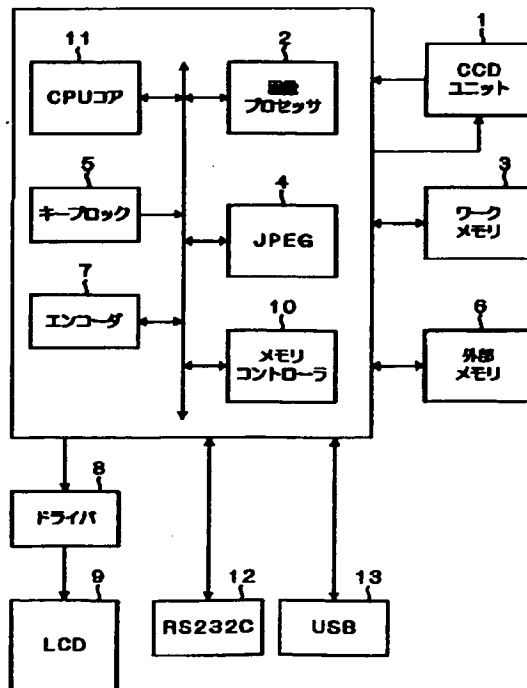 11
CPUコア
2
画像
プロセッサ
1
CCD
ユニット
5
キーブロック
4
JPEG
3
ワーク
メモリ
7
エンコーダ
10
メモリ
コントローラ
6
外部
メモリ
8
ドライバ
9
LCD
12
RS232C
13
USB